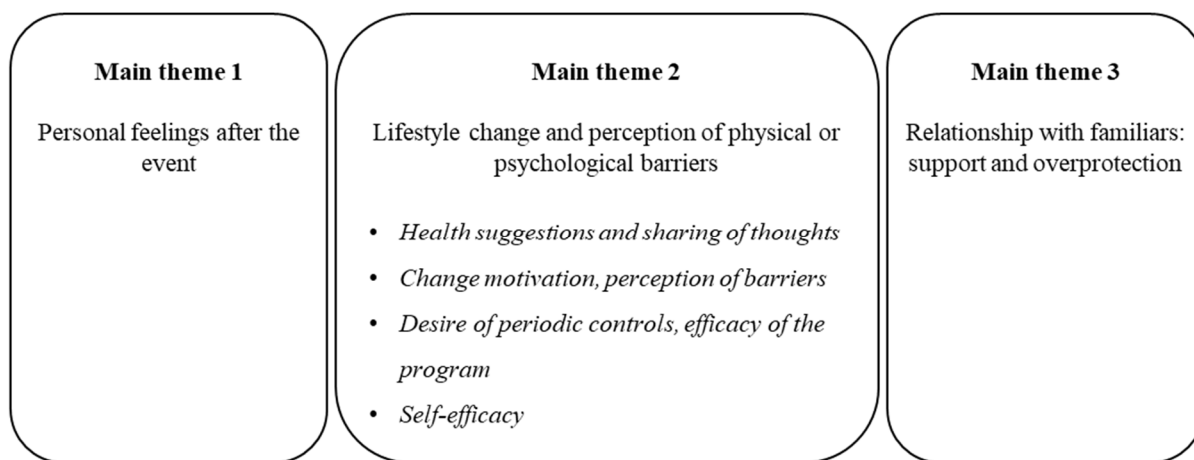 Main theme 1
Personal feelings after the
event
Main theme 2
Lifestyle change and perception of physical or
psychological barriers
• Health suggestions and sharing of thoughts
• Change motivation, perception of barriers
• Desire of periodic controls, efficacy of the
program
• Self-efficacy
Main theme 3
Relationship with familiars:
support and overprotection